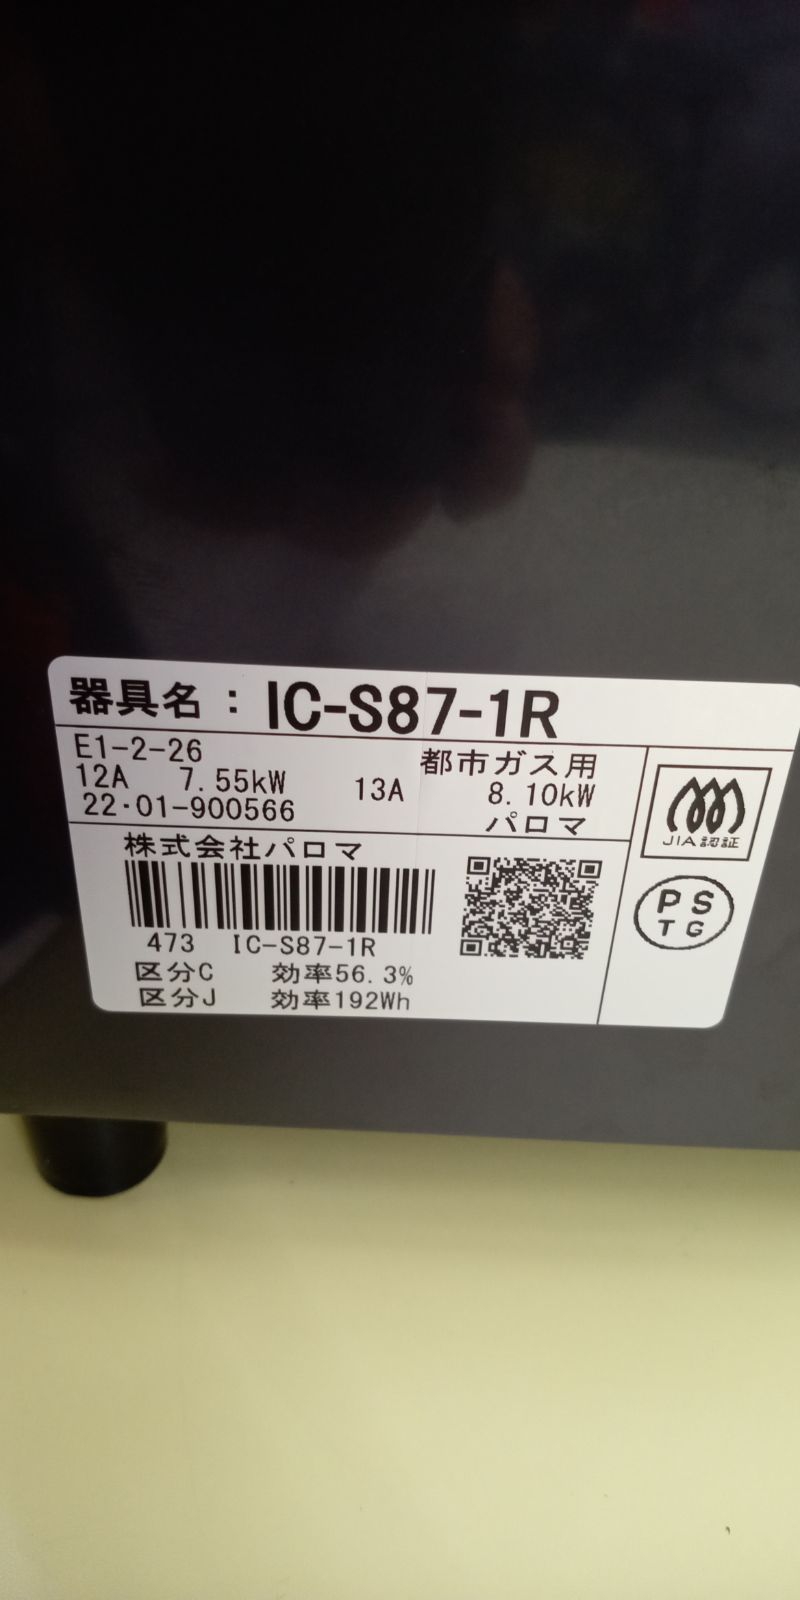 器具名：IC-S87-1R
E1-2-26 都市ガス用
12A 7.55kW 13A 8.10kW
22・01-900566 パロマ
株式会社パロマ
473 IC-S87-1R
区分C 効率56.3%
区分J 効率192Wh
JIA認証
PS
TG